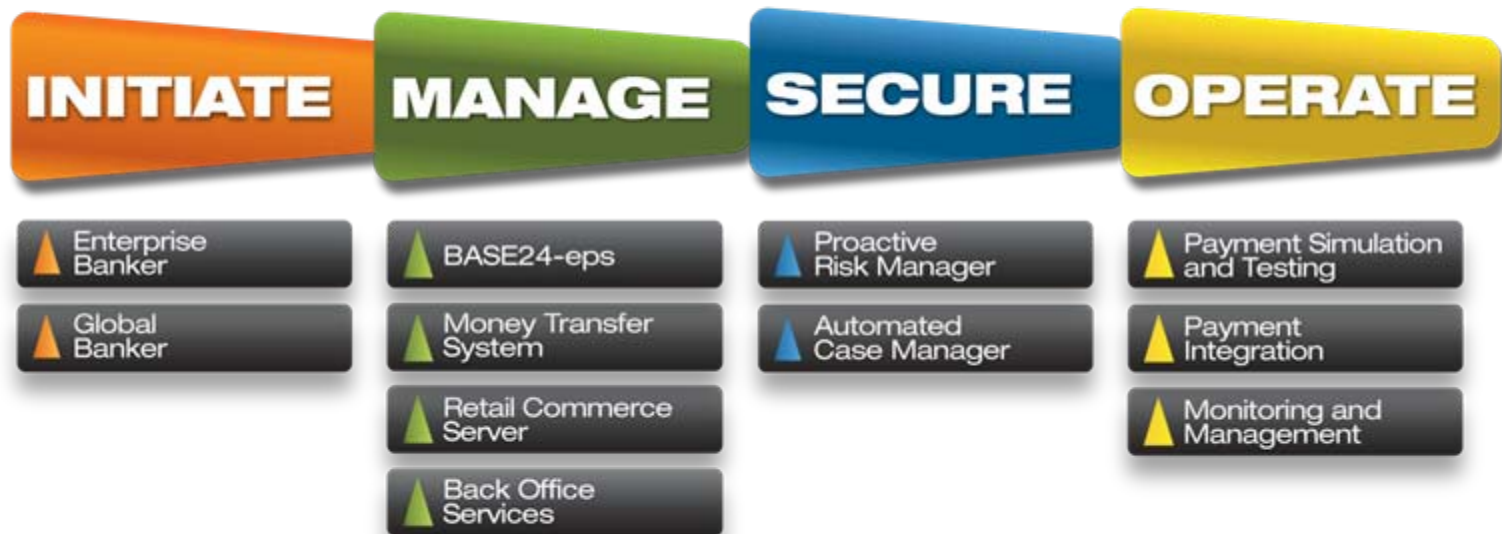 INITIATE
MANAGE
SECURE
OPERATE
Enterprise
Banker
Global
Banker
BASE24-eps
Money Transfer
System
Retail Commerce
Server
Back Office
Services
Proactive
Risk Manager
Automated
Case Manager
Payment Simulation
and Testing
Payment
Integration
Monitoring and
Management